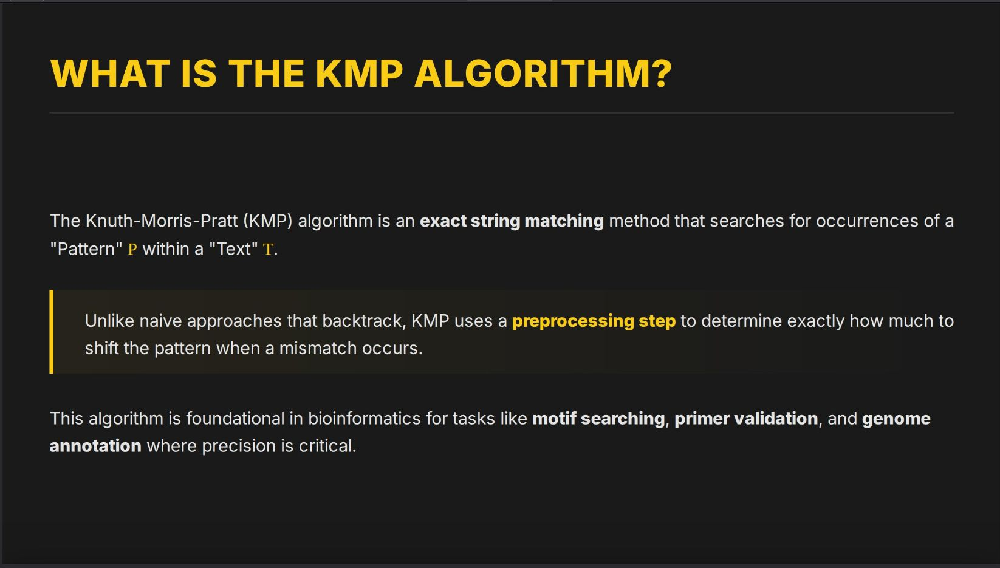 WHAT IS THE KMP ALGORITHM?
The Knuth-Morris-Pratt (KMP) algorithm is an exact string matching method that searches for occurrences of a
"Pattern" P within a "Text" T.
Unlike naive approaches that backtrack, KMP uses a preprocessing step to determine exactly how much to
shift the pattern when a mismatch occurs.
This algorithm is foundational in bioinformatics for tasks like motif searching, primer validation, and genome
annotation where precision is critical.